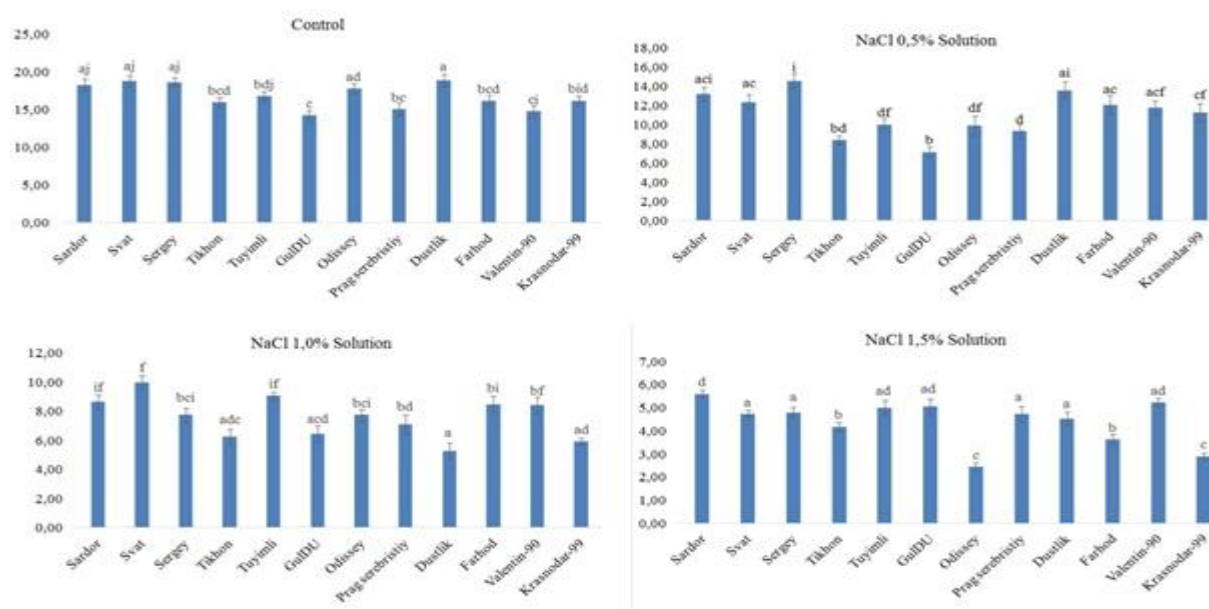 Control
25,00
20,00
15,00
10,00
5,00
0,00
aj aj aj bcd bdj c ad bc a bcd cj bid
Sardor Svat Sergey Tikhon Tuyimli GulDU Odissey Prag serebristiy Dustlik Farhod Valentin-90 Krasnodar-99
NaCl 0,5% Solution
18,00
16,00
14,00
12,00
10,00
8,00
6,00
4,00
2,00
0,00
aci ac i bd df b df d ai ac acf cf
Sardor Svat Sergey Tikhon Tuyimli GulDU Odissey Prag serebristiy Dustlik Farhod Valentin-90 Krasnodar-99
NaCl 1,0% Solution
12,00
10,00
8,00
6,00
4,00
2,00
0,00
if f bci adc if acd bci bd a bi bf ad
Sardor Svat Sergey Tikhon Tuyimli GulDU Odissey Prag serebristiy Dustlik Farhod Valentin-90 Krasnodar-99
NaCl 1,5% Solution
7,00
6,00
5,00
4,00
3,00
2,00
1,00
0,00
d a a b ad ad c a a b ad c
Sardor Svat Sergey Tikhon Tuyimli GulDU Odissey Prag serebristiy Dustlik Farhod Valentin-90 Krasnodar-99